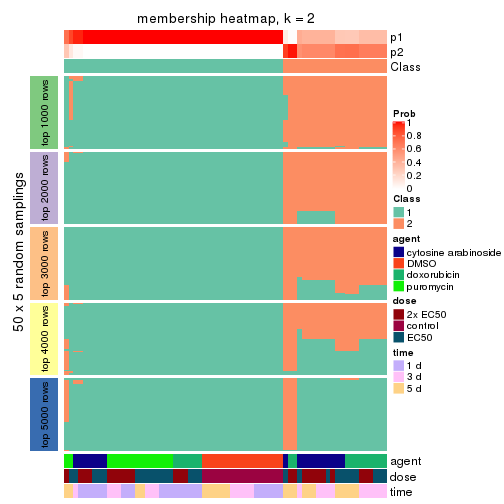 membership heatmap, k = 2
p1
p2
Class
50 x 5 random samplings
top 1000 rows
top 2000 rows
top 3000 rows
top 4000 rows
top 5000 rows
agent
dose
time
Prob
1
0.8
0.6
0.4
0.2
0
Class
1
2
agent
cytosine arabinoside
DMSO
doxorubicin
puromycin
dose
2x EC50
control
EC50
time
1 d
3 d
5 d